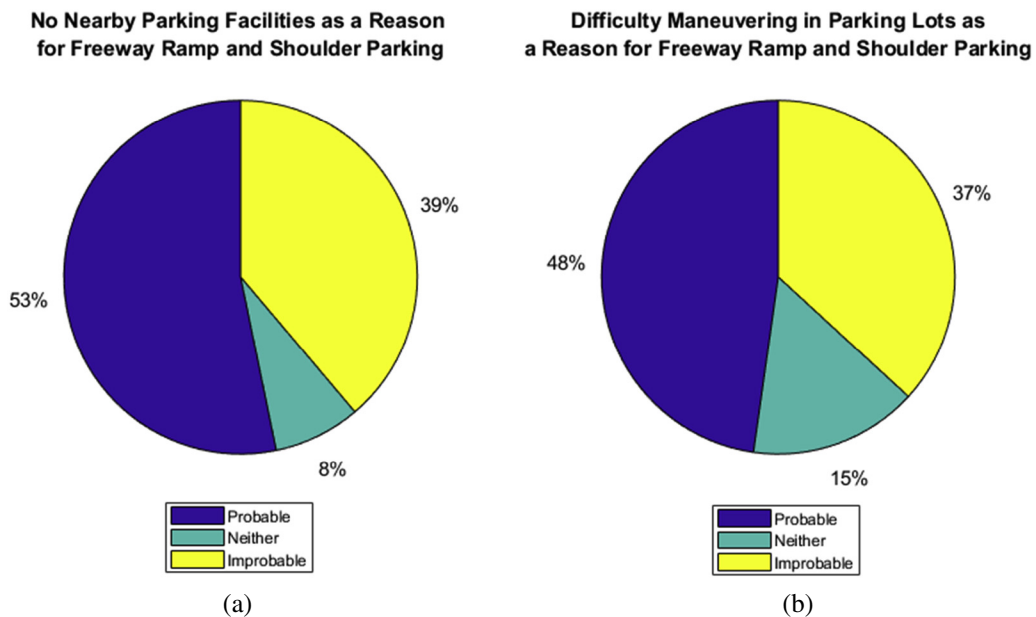 No Nearby Parking Facilities as a Reason
for Freeway Ramp and Shoulder Parking
39%
53%
8%
Probable
Neither
Improbable
(a)
Difficulty Maneuvering in Parking Lots as
a Reason for Freeway Ramp and Shoulder Parking
37%
48%
15%
Probable
Neither
Improbable
(b)